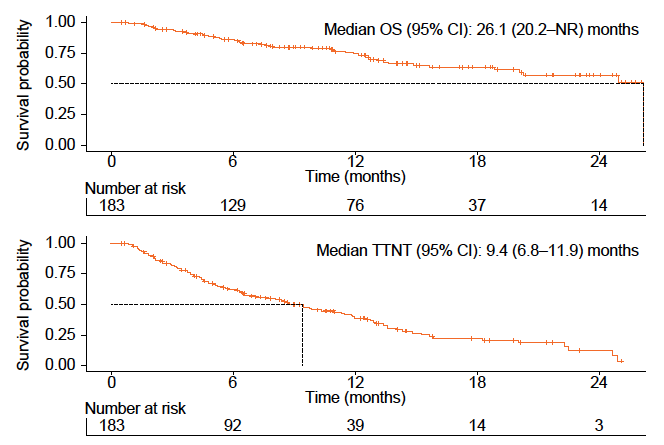 Survival probability
1.00
0.75
0.50
0.25
0.00
Median OS (95% CI): 26.1 (20.2–NR) months
0 6 12 18 24
Time (months)
Number at risk
183 129 76 37 14
Survival probability
1.00
0.75
0.50
0.25
0.00
Median TTNT (95% CI): 9.4 (6.8–11.9) months
0 6 12 18 24
Time (months)
Number at risk
183 92 39 14 3